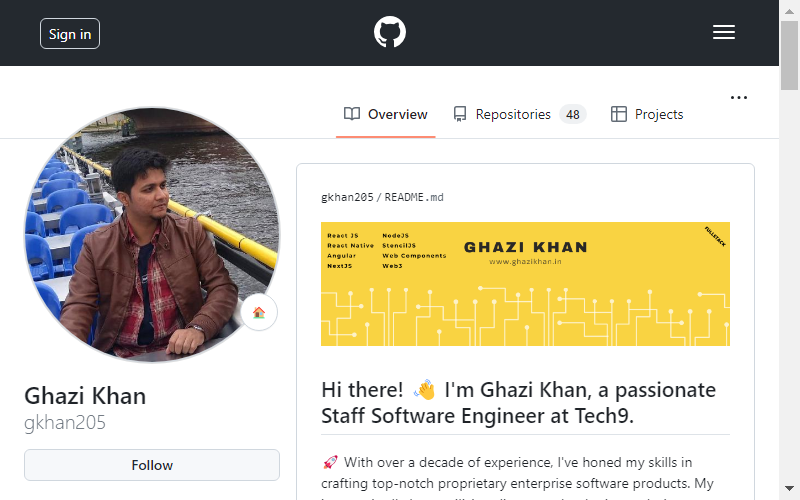 Sign in
Overview
Repositories 48
Projects
gkhan205 / README.md
React JS NodeJS
React Native StencilJS
Angular Web Components
NextJS Web3
GHAZI KHAN
www.ghazikhan.in
FULLSTACK
Ghazi Khan
gkhan205
Follow
Hi there! 👋 I'm Ghazi Khan, a passionate
Staff Software Engineer at Tech9.
🚀 With over a decade of experience, I've honed my skills in
crafting top-notch proprietary enterprise software products. My